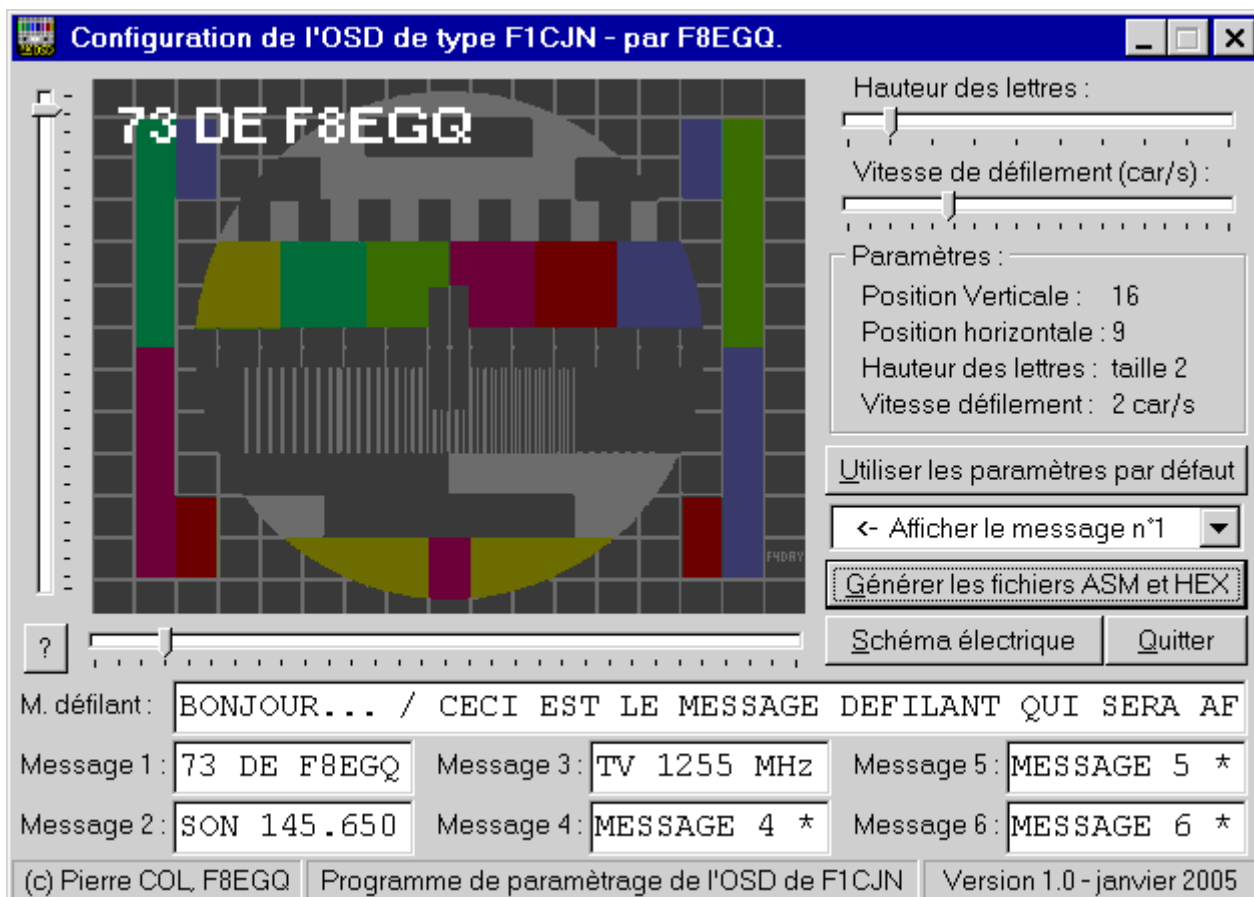 Configuration de l'OSD de type F1CJN - par F8EGQ.
73 DE F8EGQ
F4DAY
Hauteur des lettres :
Vitesse de défilement (car/s) :
Paramètres :
Position Verticale : 16
Position horizontale : 9
Hauteur des lettres : taille 2
Vitesse défilement : 2 car/s
Utiliser les paramètres par défaut
<- Afficher le message n°1
Générer les fichiers ASM et HEX
? Schéma électrique Quitter
M. défilant : BONJOUR... / CECI EST LE MESSAGE DEFILANT QUI SERA AF
Message 1 : 73 DE F8EGQ Message 3 : TV 1255 MHz Message 5 : MESSAGE 5 *
Message 2 : SON 145.650 Message 4 : MESSAGE 4 * Message 6 : MESSAGE 6 *
(c) Pierre COL, F8EGQ Programme de paramètrage de l'OSD de F1CJN Version 1.0 - janvier 2005